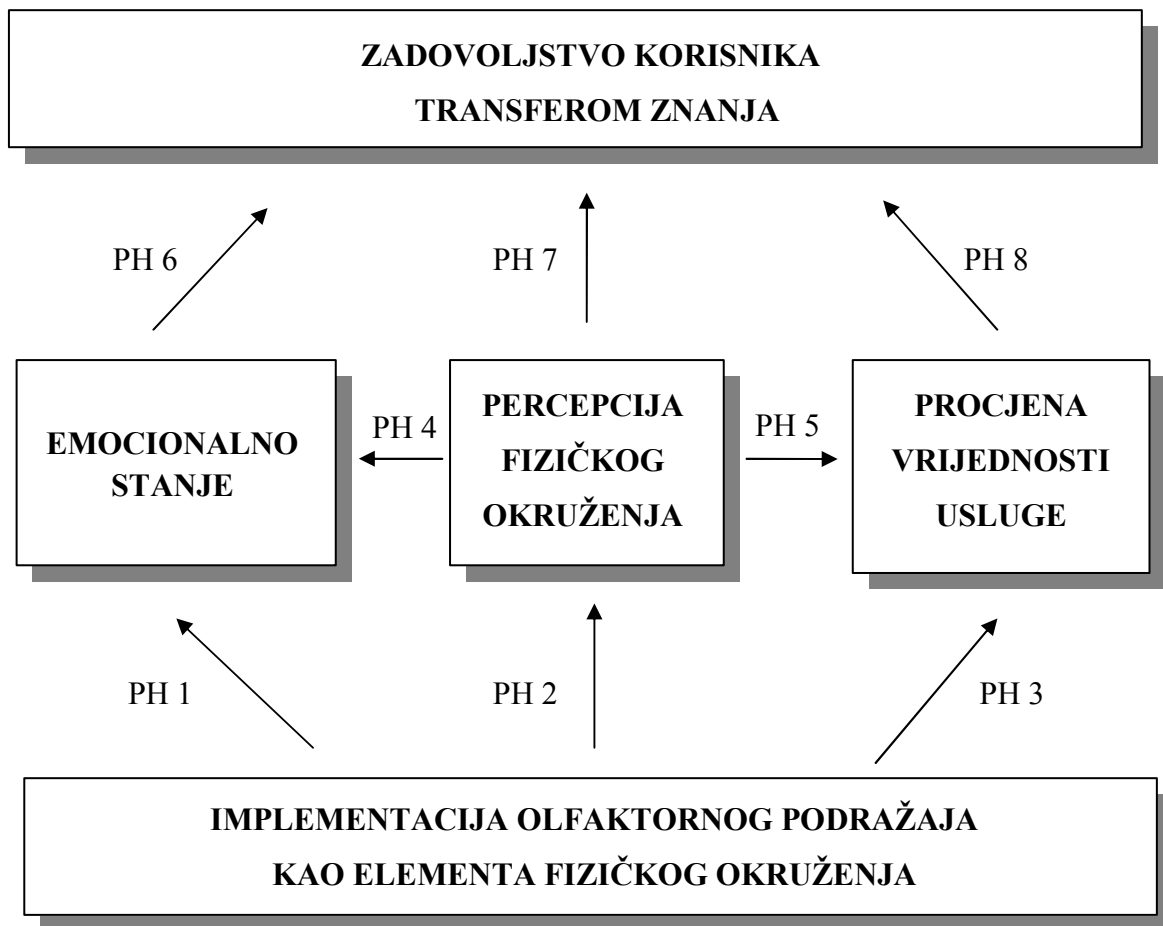 ZADOVOLJSTVO KORISNIKA
TRANSFEROM ZNANJA
PH 6
PH 7
PH 8
EMOCIONALNO
STANJE
PH 4
PERCEPCIJA
FIZIČKOG
OKRUŽENJA
PH 5
PROCJENA
VRIJEDNOSTI
USLUGE
PH 1
PH 2
PH 3
IMPLEMENTACIJA OLFAKTORNOG PODRAŽAJA
KAO ELEMENTA FIZIČKOG OKRUŽENJA